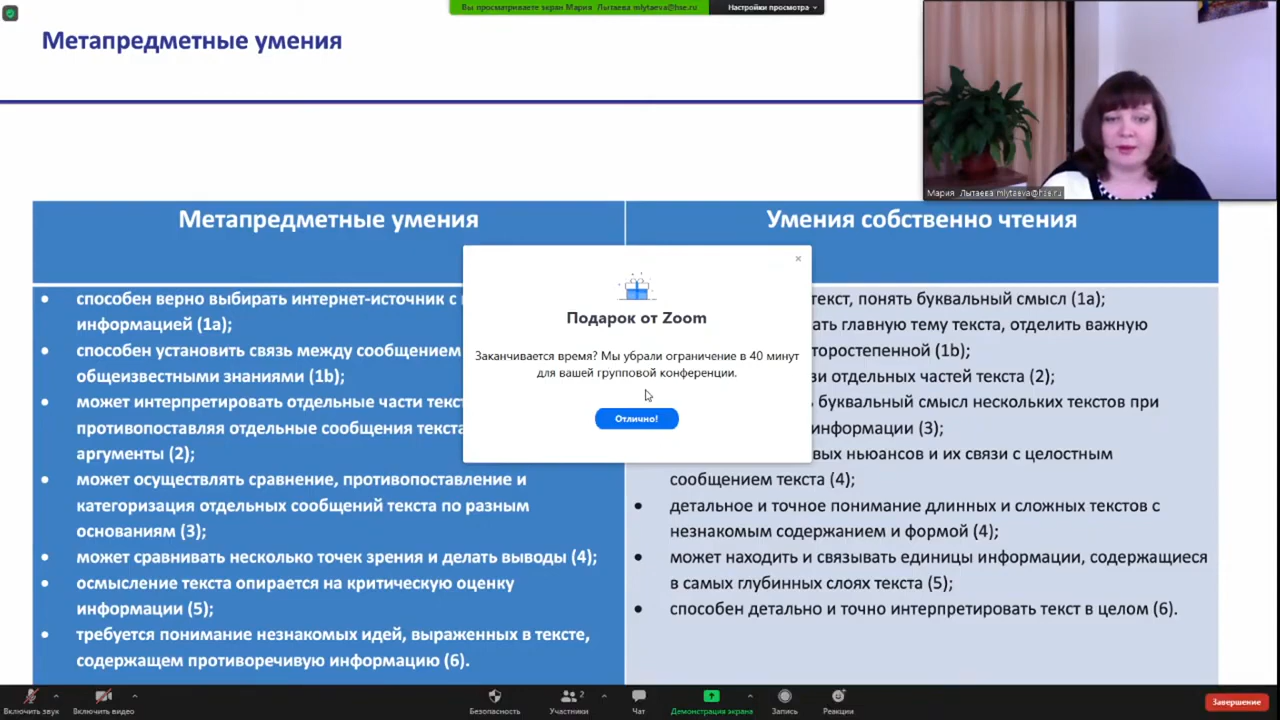 Вы просматриваете экран Мария Лытаева mlytaeva@hse.ru
Настройки просмотра
Метапредметные умения
Мария Лытаева mlytaeva@hse.ru
Метапредметные умения
способен верно выбирать интернет-источник с
информацией (1a);
способен установить связь между сообщением
общеизвестными знаниями (1b);
может интерпретировать отдельные части
противопоставляя отдельные сообщения текста
аргументы (2);
может осуществлять сравнение, противопоставление и
категоризация отдельных сообщений текста по разным
основаниям (3);
может сравнивать несколько точек зрения и делать выводы (4);
осмысление текста опирается на критическую оценку
информации (5);
требуется понимание незнакомых идей, выраженных в тексте,
содержащем противоречивую информацию (6).
Умения собственно чтения
текст, понять буквальный смысл (1a);
главную тему текста, отделить важную
(1b);
отдельных частей текста (2);
буквальный смысл нескольких текстов при
информации (3);
ньюансов и их связи с целостным
сообщением текста (4);
детальное и точное понимание длинных и сложных текстов с
незнакомым содержанием и формой (4);
может находить и связывать единицы информации, содержащиеся
в самых глубинных слоях текста (5);
способен детально и точно интерпретировать текст в целом (6).
Подарок от Zoom
Заканчивается время? Мы убрали ограничение в 40 минут
для вашей групповой конференции.
Отлично!
Включить звук
Включить видео
Безопасность
2
Участники
Чат
Демонстрация экрана
Запись
Реакции
Завершение